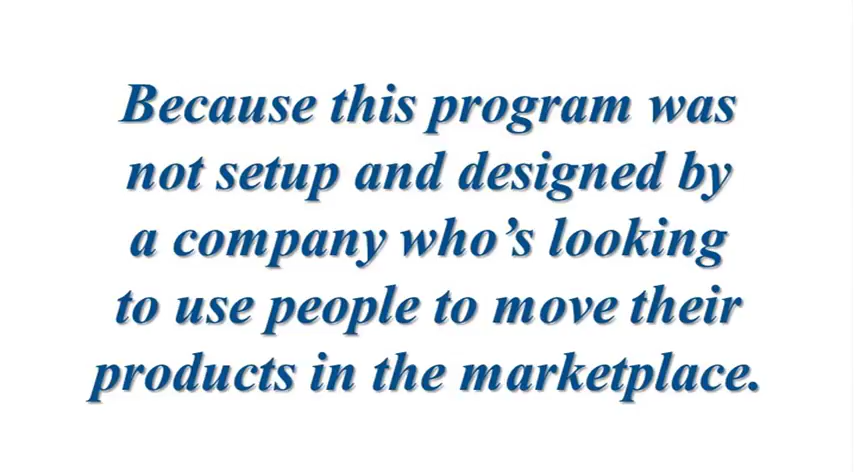 Because this program was
not setup and designed by
a company who's looking
to use people to move their
products in the marketplace.